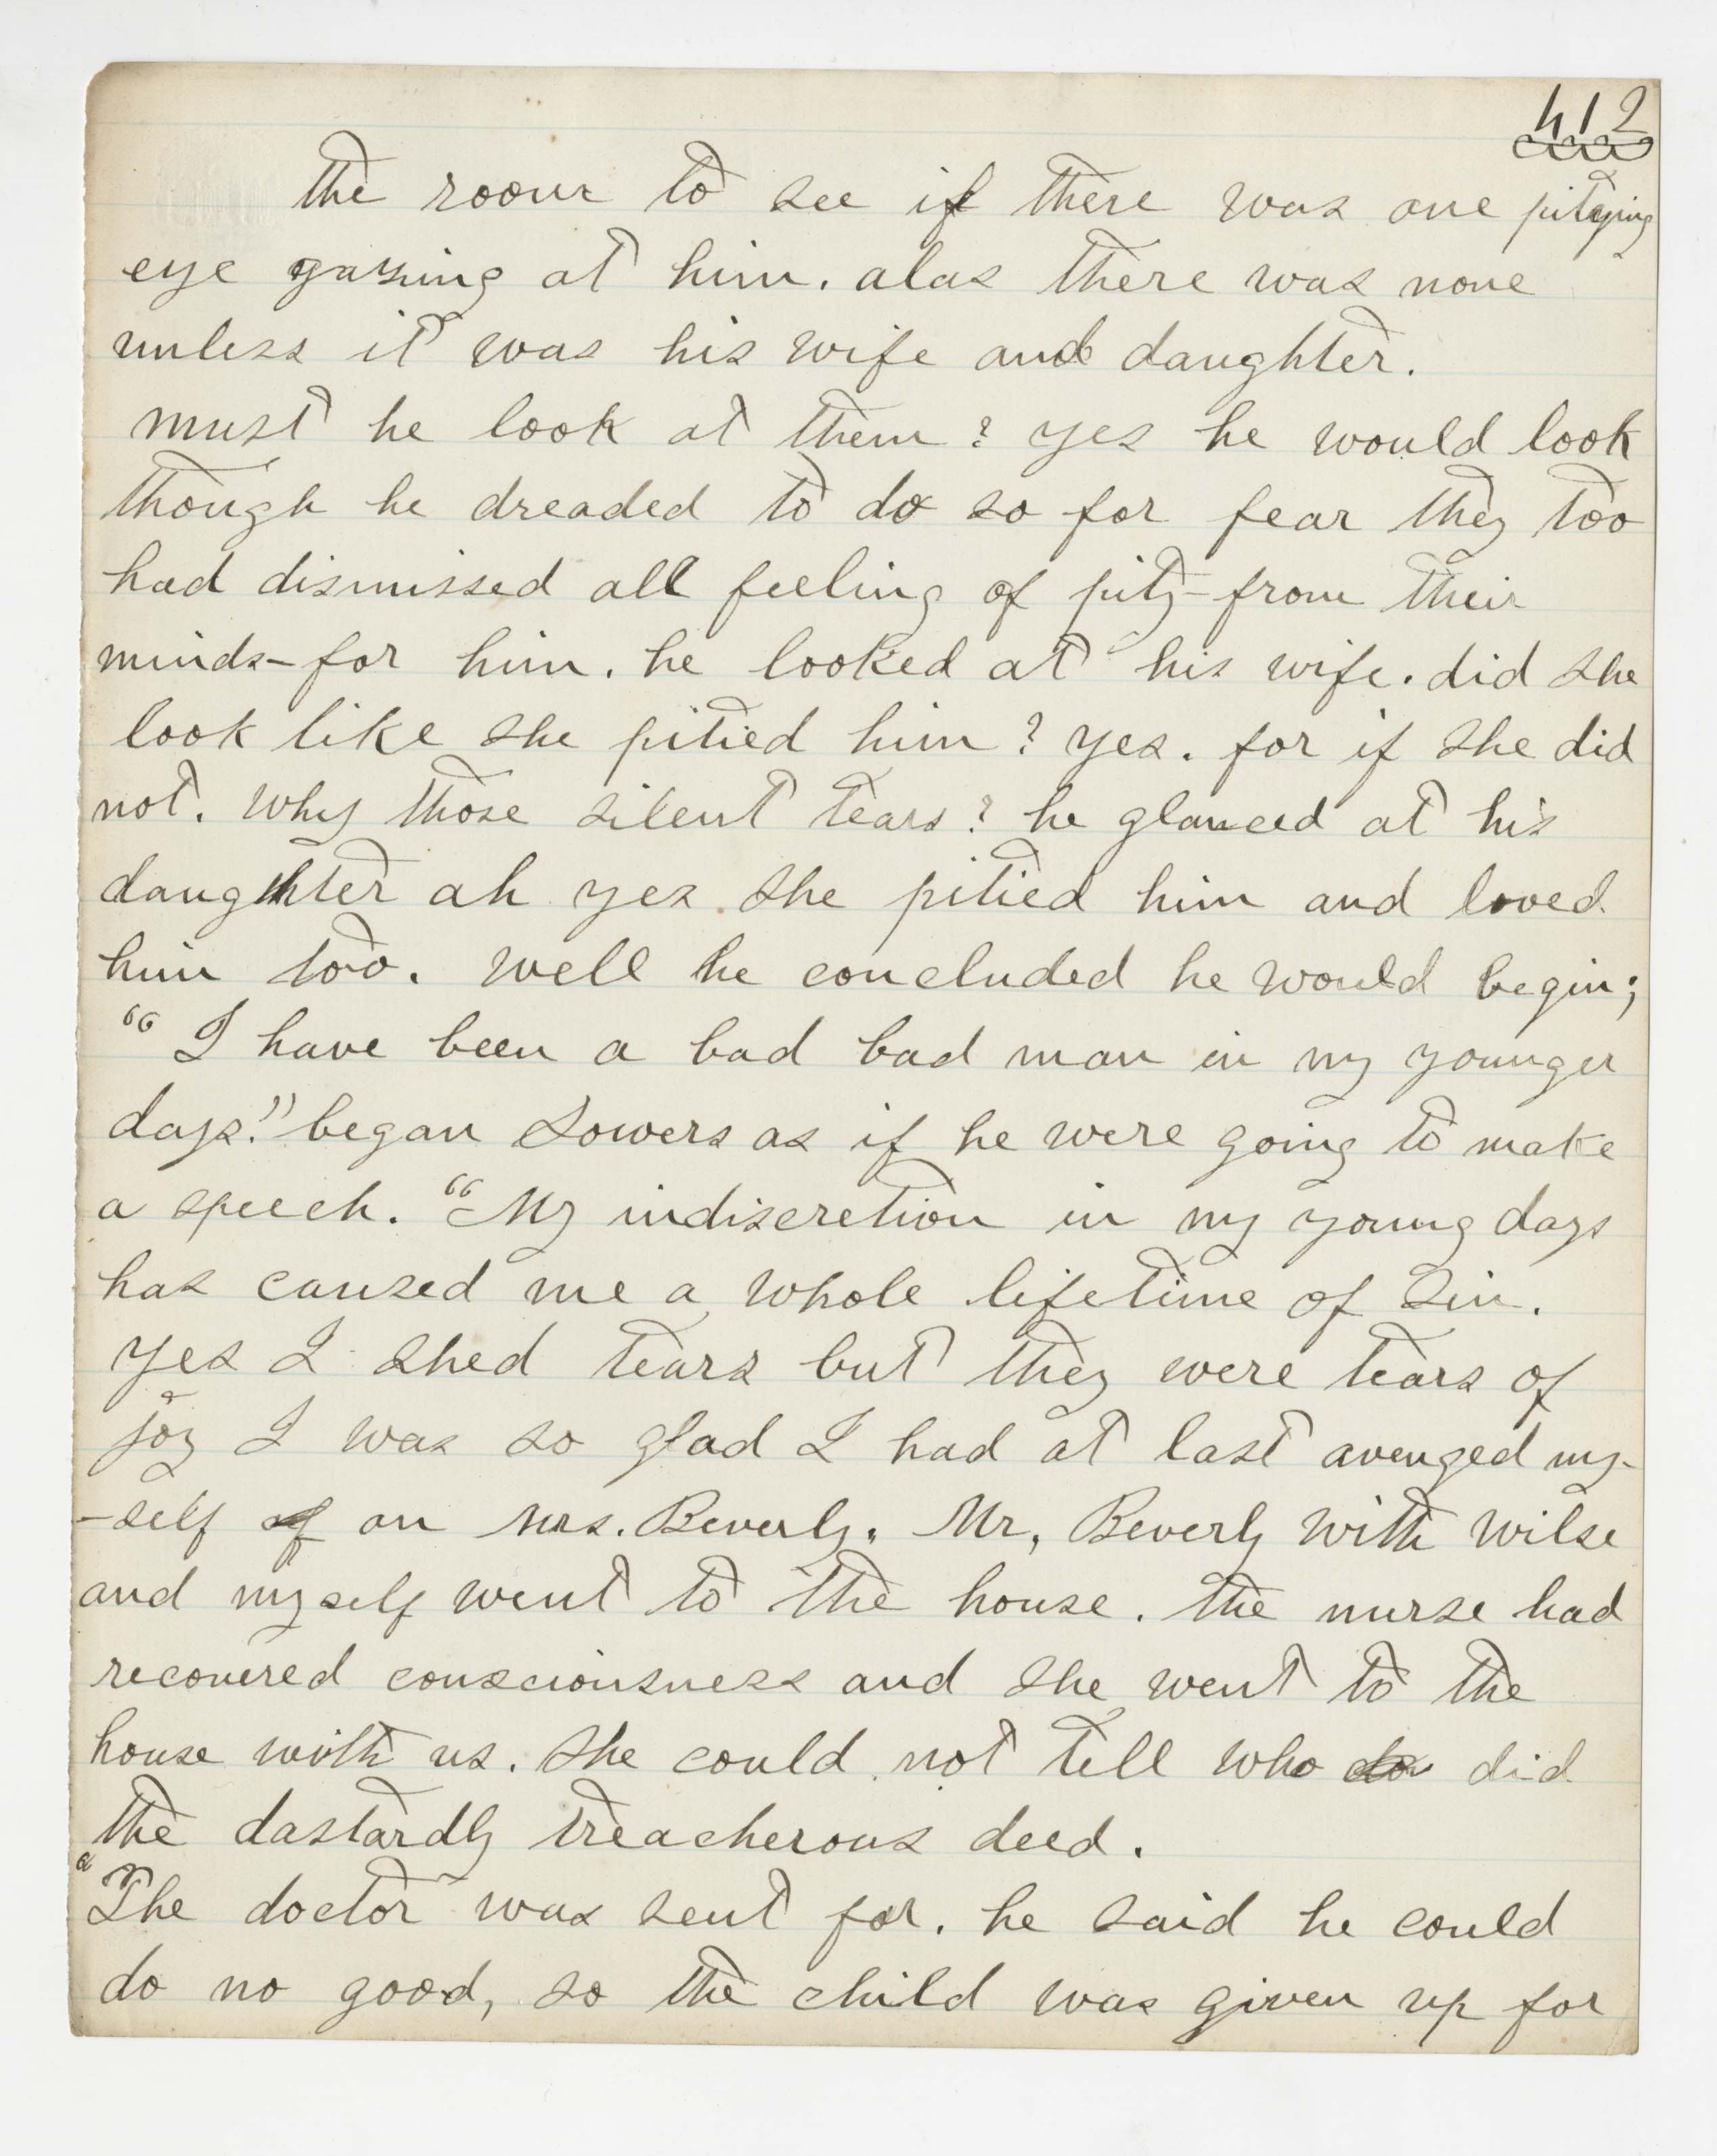 412
the room to see if there was one pitying
eye gazing at him. alas there was none
unless it was his wife and daughter.
must he look at them? yes he would look
though he dreaded to do so for fear they too
had dismissed all feeling of pity-from their
minds-for him. he looked at his wife. did she
look like she pitied him? yes. for if she did
not. why those silent tears? he glanced at his
daughter ah yes she pitied him and loved
him too. well he concluded he would begin;
"I have been a bad bad man in my younger
days!" began Sowers as if he were going to make
a speech. "My indiscretion in my young days
has caused me a whole lifetime of sin.
yes I shed tears but they were tears of
joy I was so glad I had at last avenged my-
-self of on Mrs. Beverly. Mr, Beverly with wilse
and myself went to the house. the nurse had
recovered consciousness and she went to the
house with us. she could not tell who do did
the dastardly treacherous deed.
"The doctor was sent for. he said he could
do no good, so the child was given up for